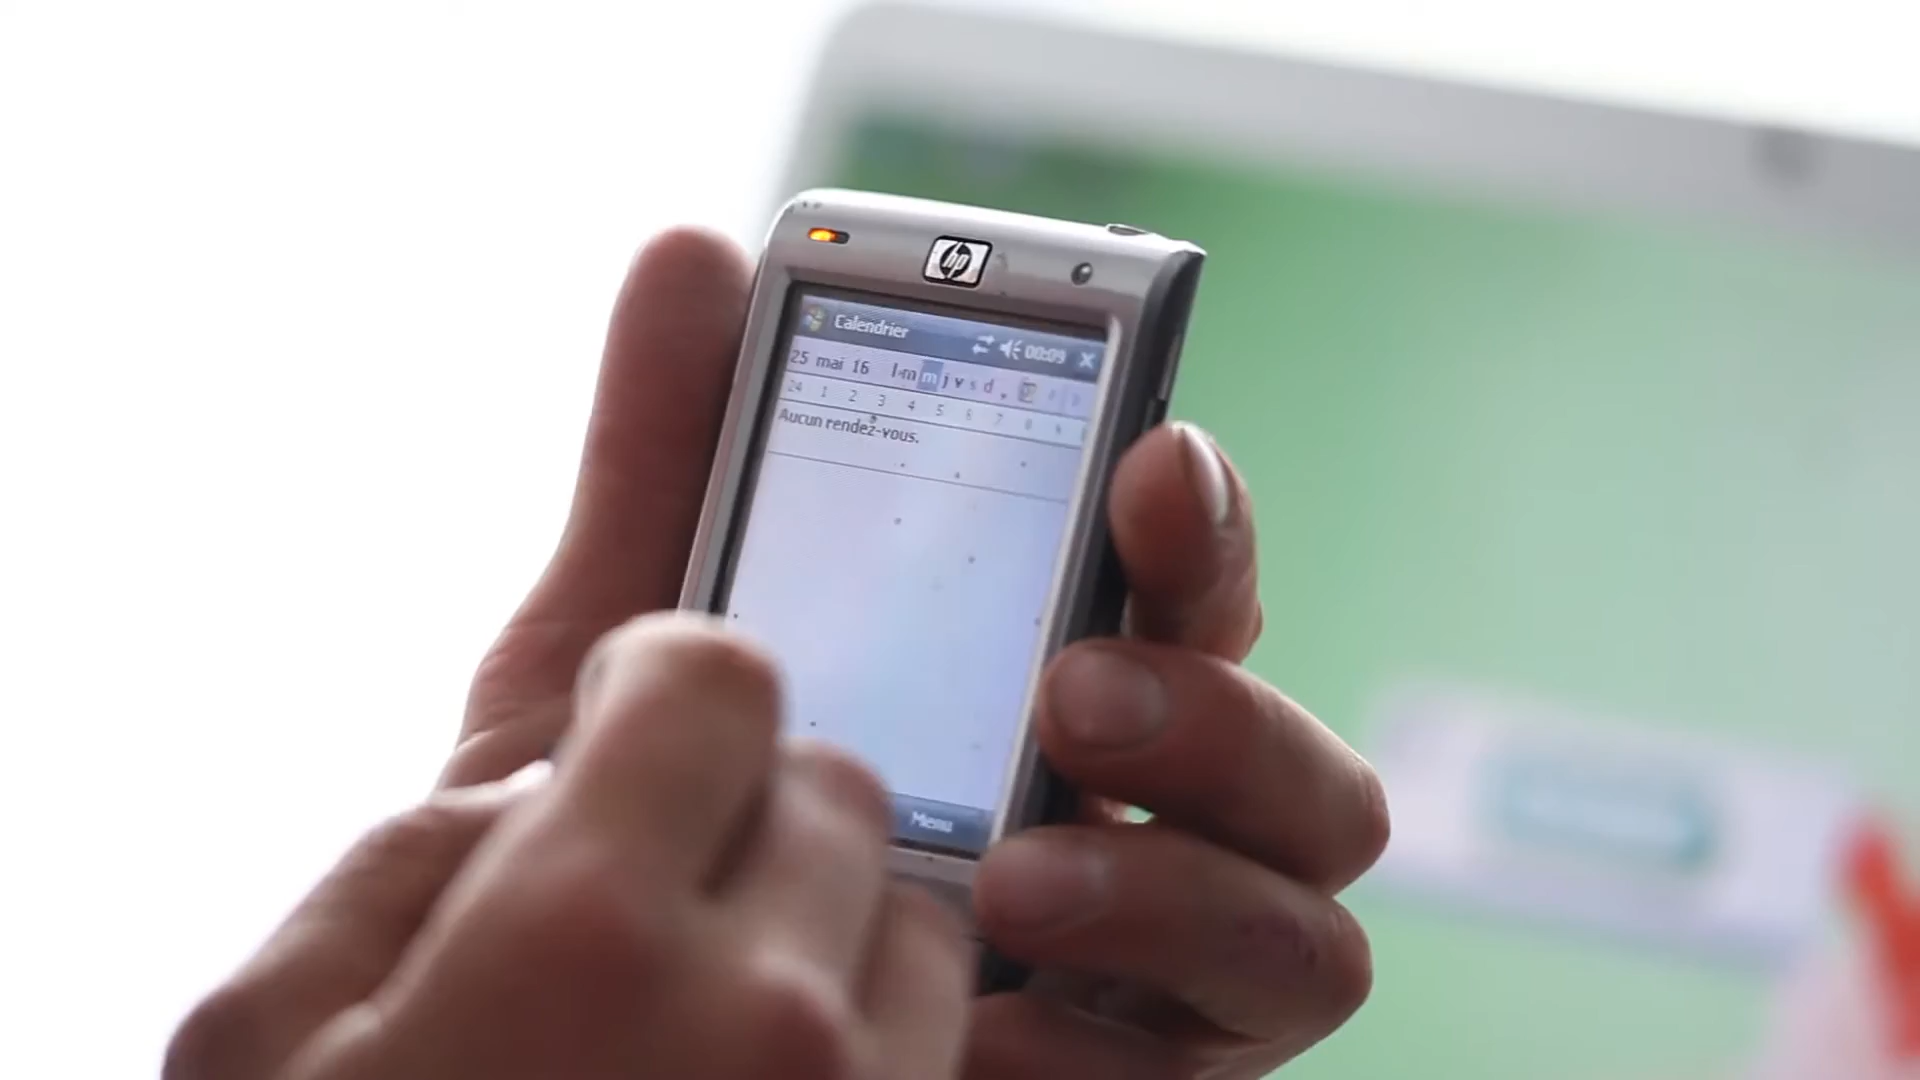 hp
Calendrier 00:09
25 mai 16 l m m j v s d
24 1 2 3 4 5 6 7 8 9
Aucun rendez-vous.
Menu